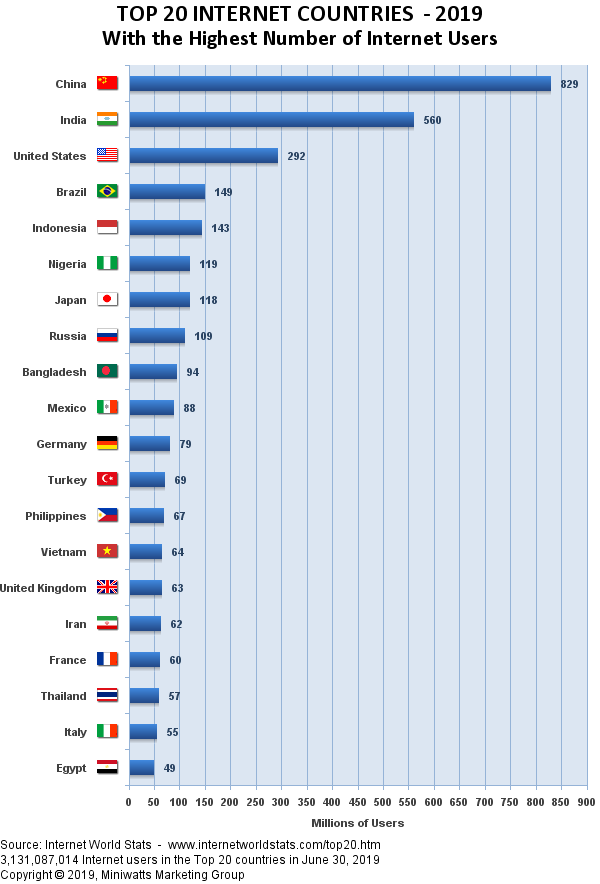 TOP 20 INTERNET COUNTRIES - 2019
With the Highest Number of Internet Users
China 829
India 560
United States 292
Brazil 149
Indonesia 143
Nigeria 119
Japan 118
Russia 109
Bangladesh 94
Mexico 88
Germany 79
Turkey 69
Philippines 67
Vietnam 64
United Kingdom 63
Iran 62
France 60
Thailand 57
Italy 55
Egypt 49
0 50 100 150 200 250 300 350 400 450 500 550 600 650 700 750 800 850 900
Millions of Users
Source: Internet World Stats - www.internetworldstats.com/top20.htm
3,131,087,014 Internet users in the Top 20 countries in June 30, 2019
Copyright © 2019, Miniwatts Marketing Group